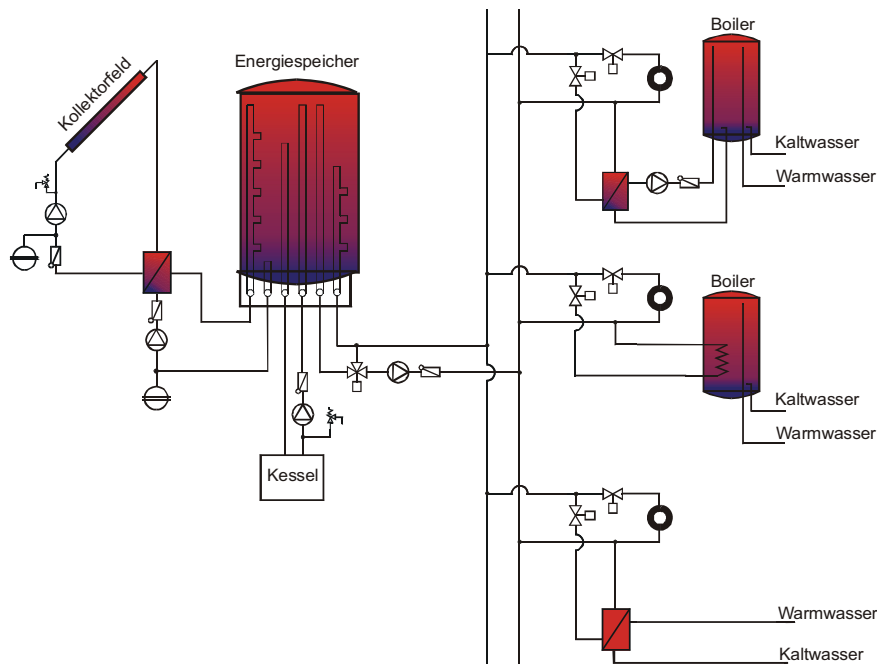 Kollektorfeld
Energiespeicher
Kessel
Boiler
Kaltwasser
Warmwasser
Boiler
Kaltwasser
Warmwasser
Warmwasser
Kaltwasser